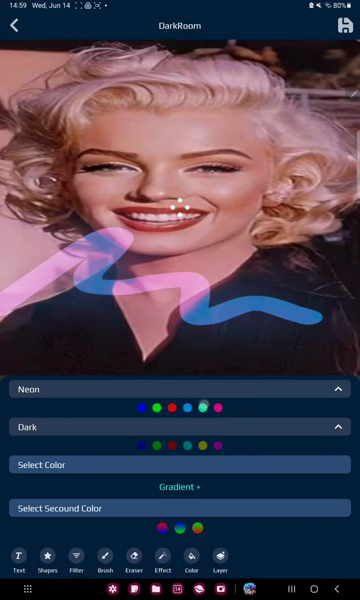 14:59 Wed, Jun 14 80%
DarkRoom
Neon
Dark
Select Color
Gradient +
Select Secound Color
Text Shapes Filter Brush Eraser Effect Color Layer
14